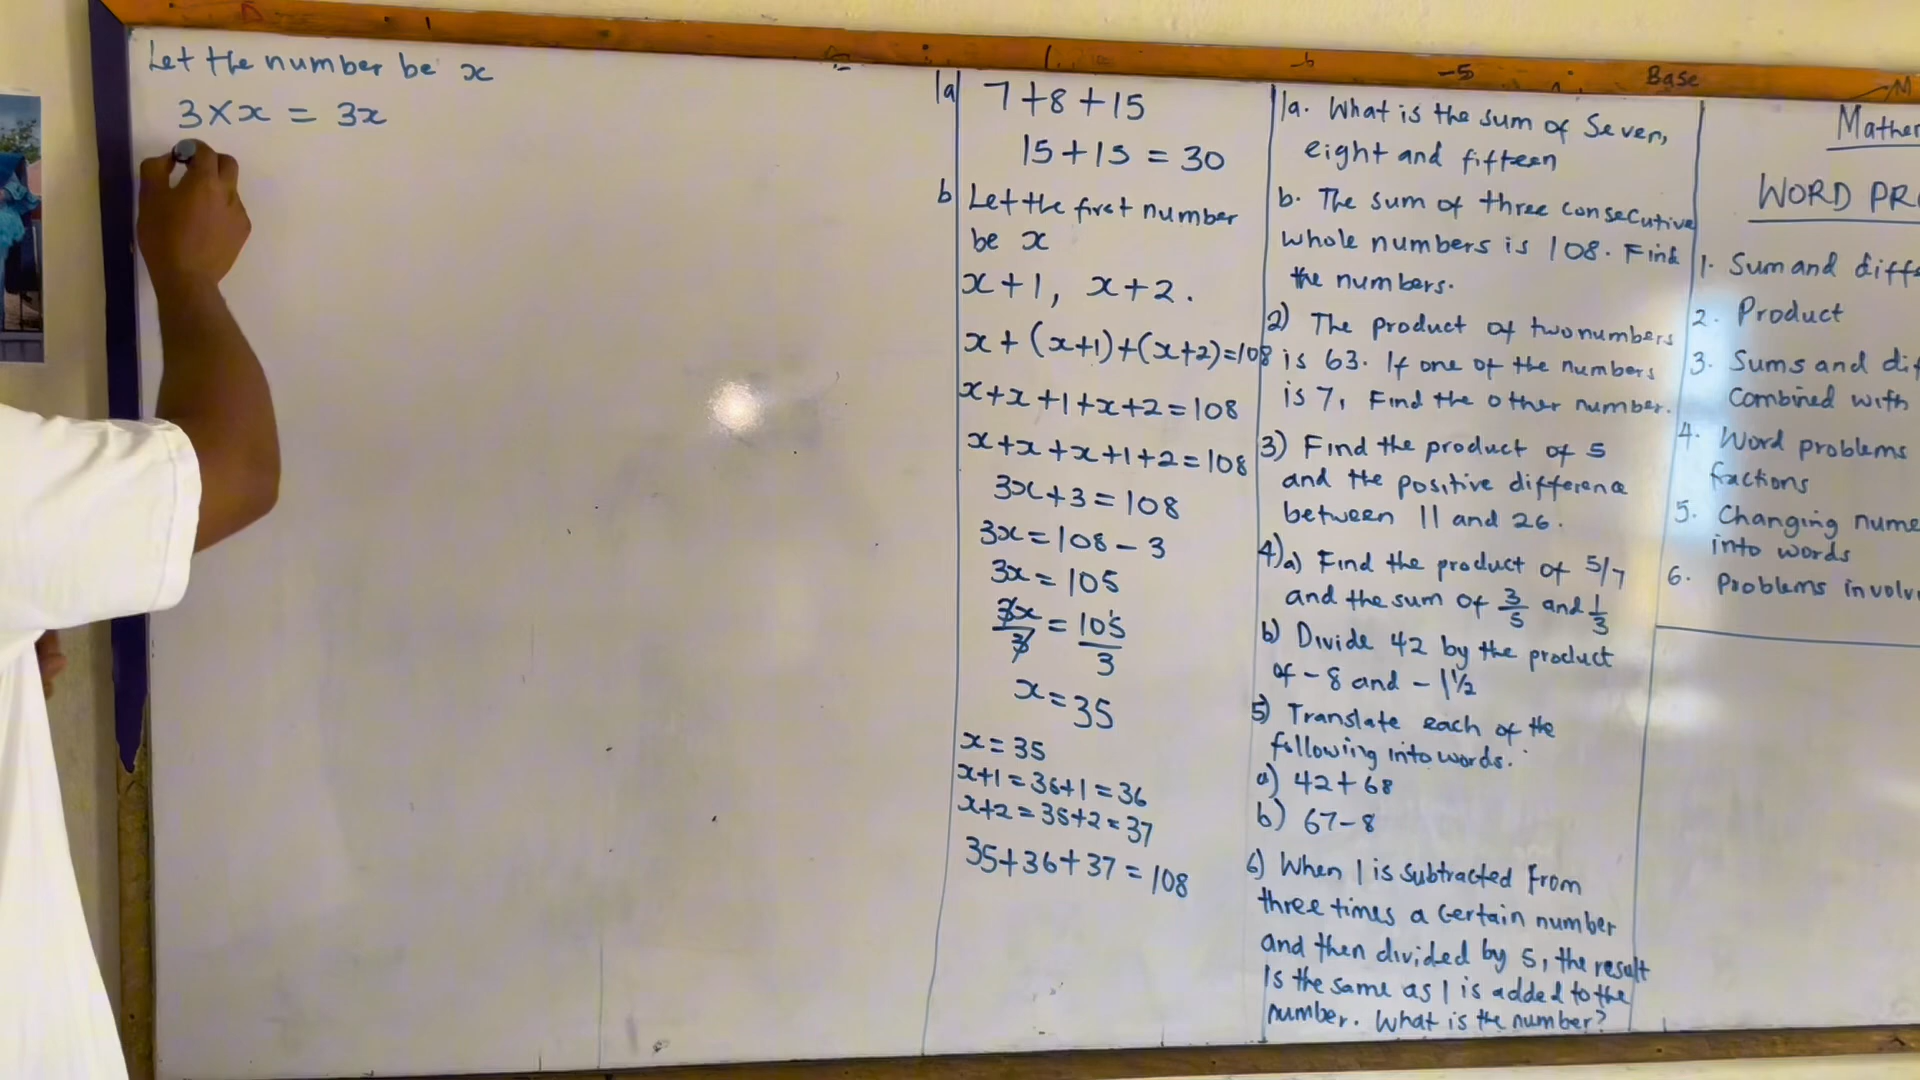 Let the number be x
3 × x = 3x
1a 7 + 8 + 15
15 + 15 = 30
b Let the first number
be x
x + 1, x + 2.
x + (x+1)+(x+2)=108
x+x +1+x+2=108
x+x+x+1+2=108
3x+3=108
3x=108-3
3x=105
3x/3 = 105/3
x=35
x=35
x+1=35+1=36
x+2=35+2=37
35+36+37=108
1a. What is the sum of Seven,
eight and fifteen
b. The sum of three consecutive
whole numbers is 108. Find
the numbers.
2) The product of two numbers
is 63. If one of the numbers
is 7, Find the other number.
3) Find the product of 5
and the positive difference
between 11 and 26.
4)a) Find the product of 5/7
and the sum of 3/5 and 1/3
b) Divide 42 by the product
of -8 and -1½
5) Translate each of the
following into words.
a) 42+68
b) 67-8
6) When 1 is subtracted from
three times a certain number
and then divided by 5, the result
is the same as 1 is added to the
number. What is the number?
Mather
WORD PR
1. Sum and diff
2. Product
3. Sums and dif
Combined with
4. Word problems
fractions
5. Changing nume
into words
6. Problems involv
-5
Base